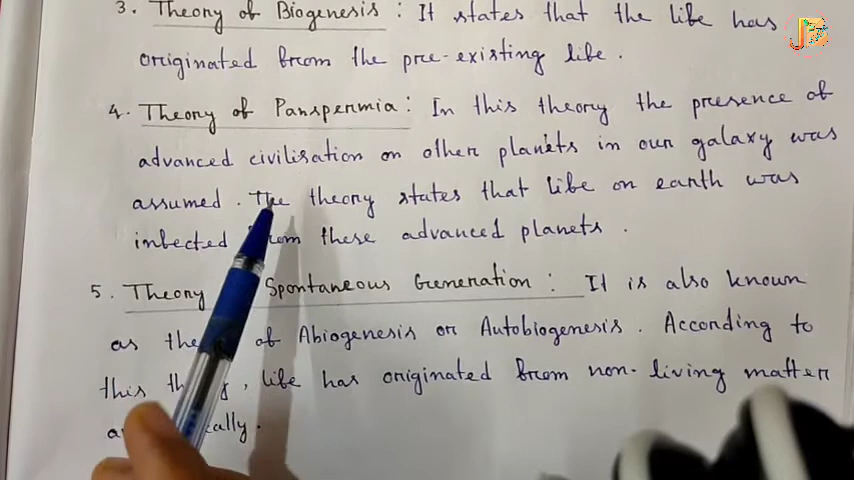 3. Theory of Biogenesis : It states that the life has
originated from the pre-existing life .
4. Theory of Panspermia : In this theory the presence of
advanced civilisation on other planets in our galaxy was
assumed . The theory states that life on earth was
infected from these advanced planets .
5. Theory Spontaneous Generation : It is also known
as the of Abiogenesis or Autobiogenesis . According to
this , life has originated from non-living matter